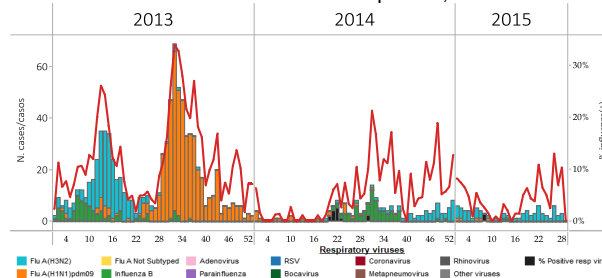 2013 2014 2015
N. cases/casos
60
40
20
0
30%
20%
10%
0%
4 10 16 22 28 34 40 46 52 4 10 16 22 28 34 40 46 52 4 10 16 22 28
Respiratory viruses
Flu A(H3N2) Flu A Not Subtyped Adenovirus RSV Coronavirus Rhinovirus % Positive resp vir
Flu A(H1N1)pdm09 Influenza B Parainfluenza Bocavirus Metapneumovirus Other viruses